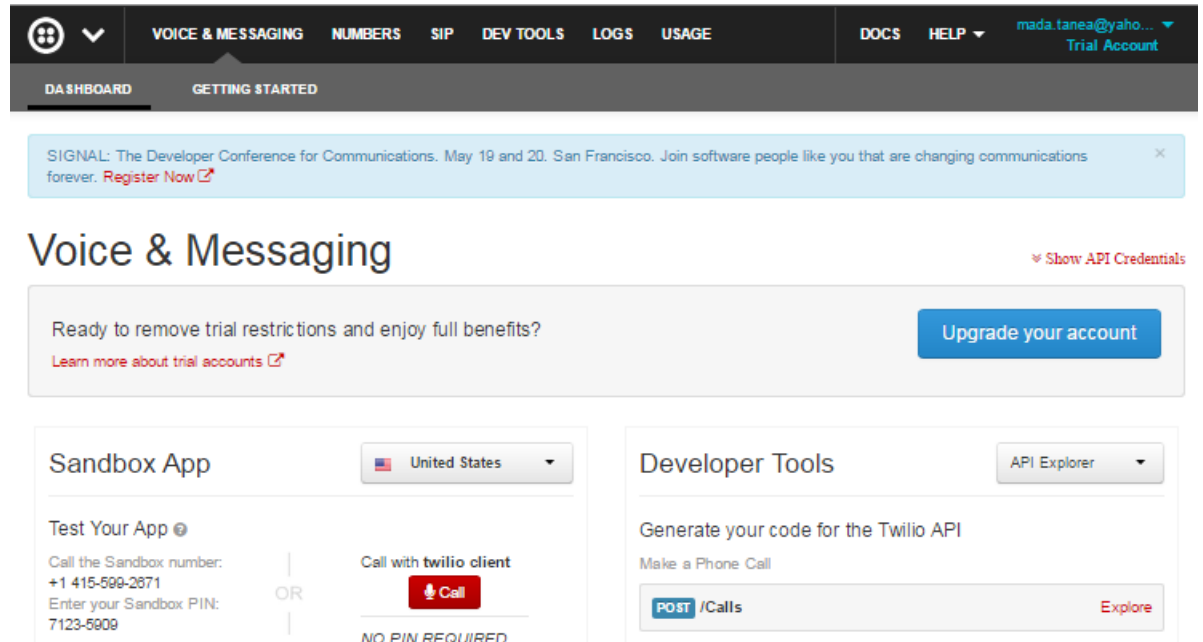 VOICE & MESSAGING NUMBERS SIP DEV TOOLS LOGS USAGE DOCS HELP mada.tanea@yaho...
Trial Account
DASHBOARD GETTING STARTED
SIGNAL: The Developer Conference for Communications. May 19 and 20. San Francisco. Join software people like you that are changing communications
forever. Register Now
Voice & Messaging
Show API Credentials
Ready to remove trial restrictions and enjoy full benefits?
Learn more about trial accounts
Upgrade your account
Sandbox App
United States
Test Your App
Call the Sandbox number:
+1 415-599-2671
Enter your Sandbox PIN:
7123-5909
OR
Call with twilio client
Call
NO PIN REQUIRED
Developer Tools
API Explorer
Generate your code for the Twilio API
Make a Phone Call
POST /Calls
Explore